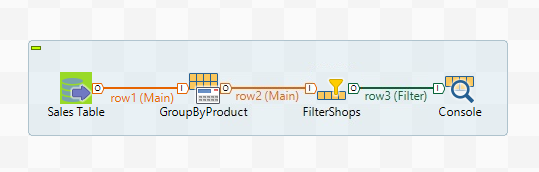 O row1 (Main) I O row2 (Main) I O row3 (Filter) I
Sales Table GroupByProduct FilterShops Console